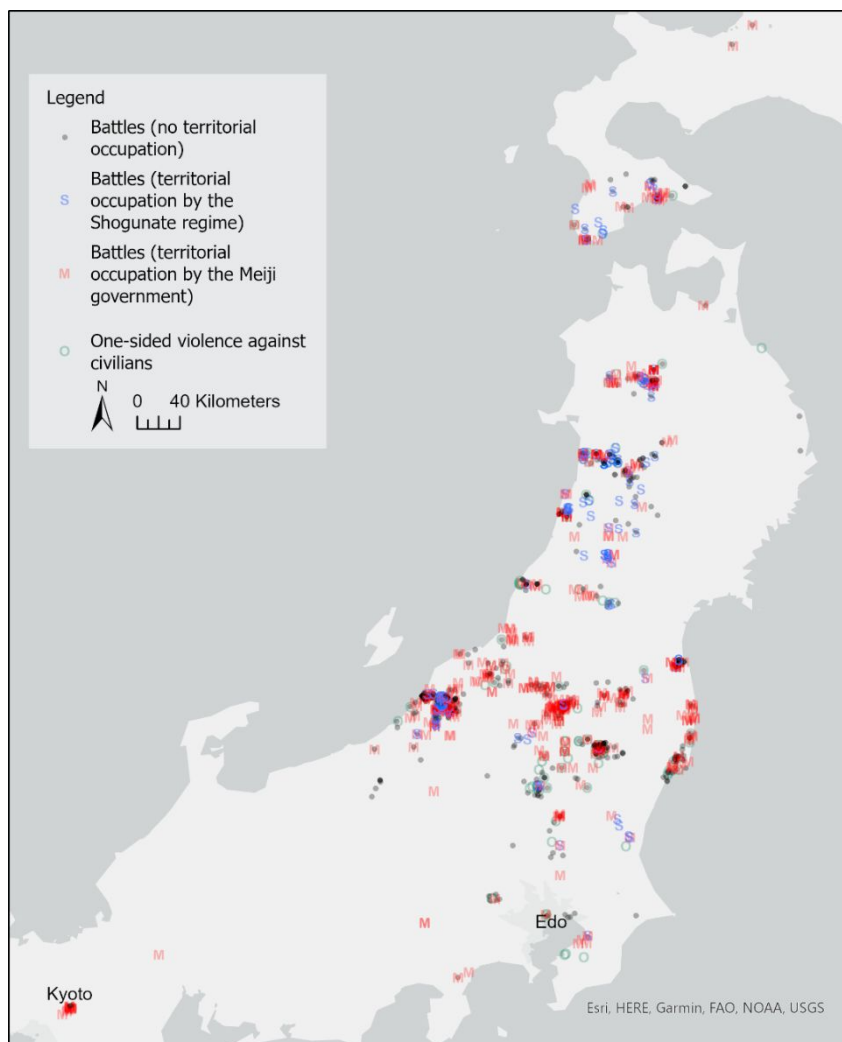 Legend
Battles (no territorial
occupation)
S
Battles (territorial
occupation by the
Shogunate regime)
M
Battles (territorial
occupation by the Meiji
government)
O
One-sided violence against
civilians
N
0 40 Kilometers
Edo
Kyoto
Esri, HERE, Garmin, FAO, NOAA, USGS